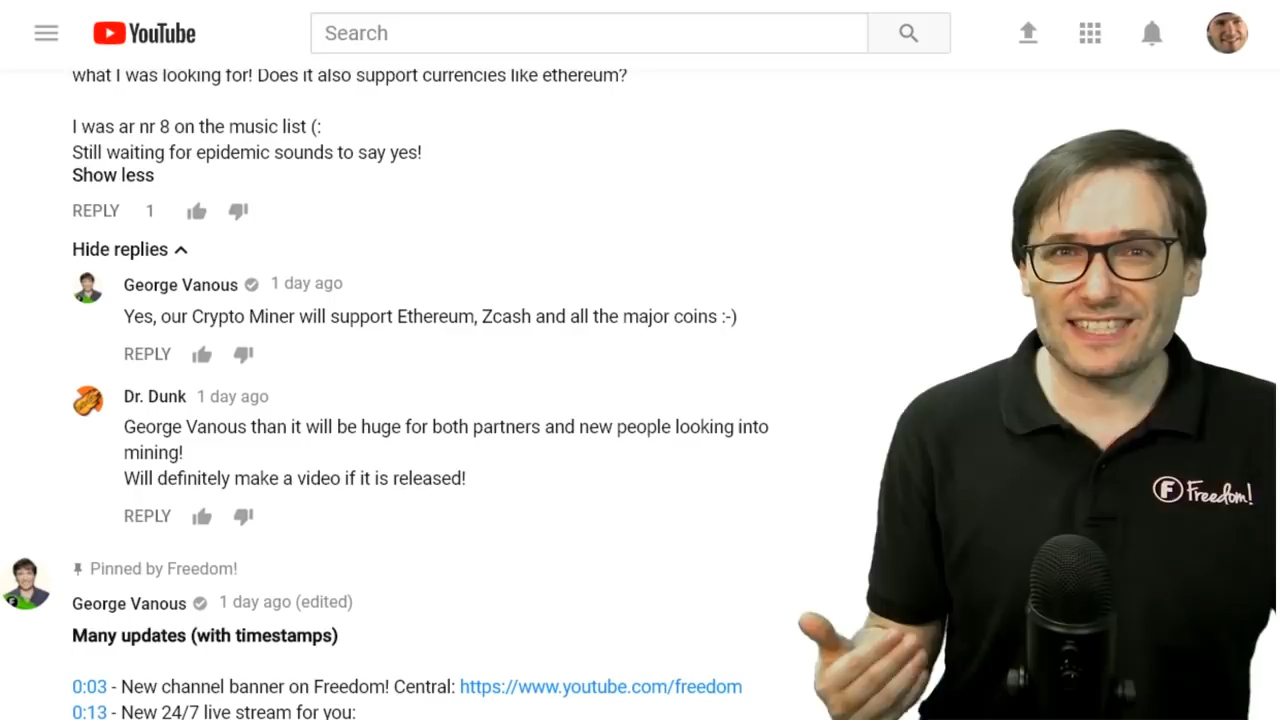 YouTube
Search
what I was looking for! Does it also support currencies like ethereum?
I was ar nr 8 on the music list (:
Still waiting for epidemic sounds to say yes!
Show less
REPLY 1
Hide replies
George Vanous 1 day ago
Yes, our Crypto Miner will support Ethereum, Zcash and all the major coins :-)
REPLY
Dr. Dunk 1 day ago
George Vanous than it will be huge for both partners and new people looking into
mining!
Will definitely make a video if it is released!
REPLY
Pinned by Freedom!
George Vanous 1 day ago (edited)
Many updates (with timestamps)
0:03 - New channel banner on Freedom! Central: https://www.youtube.com/freedom
0:13 - New 24/7 live stream for you:
F Freedom!